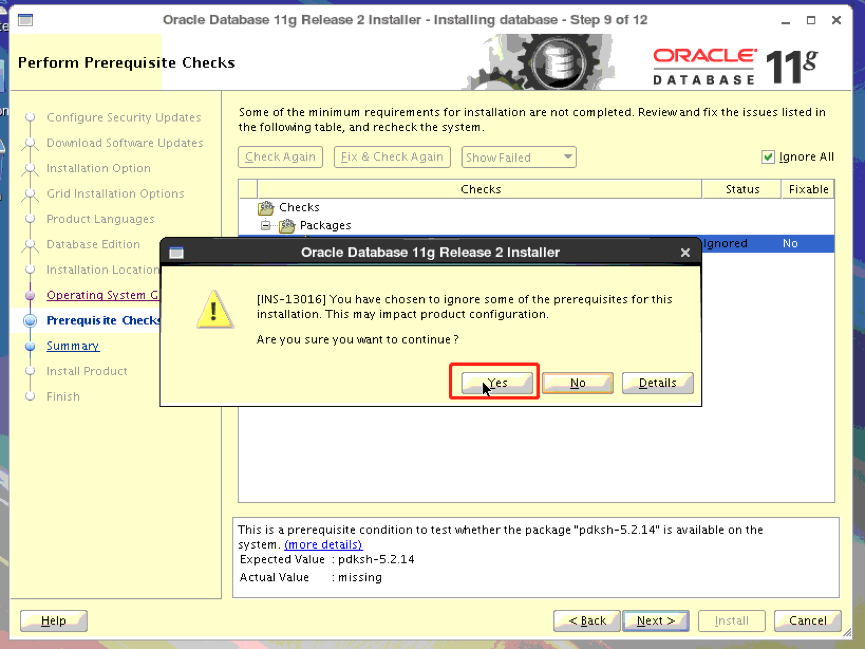 Oracle Database 11g Release 2 Installer - Installing database - Step 9 of 12
Perform Prerequisite Checks
ORACLE
DATABASE
11g
Configure Security Updates
Download Software Updates
Installation Option
Grid Installation Options
Product Languages
Database Edition
Installation Location
Operating System G
Prerequisite Checks
Summary
Install Product
Finish
Some of the minimum requirements for installation are not completed. Review and fix the issues listed in
the following table, and recheck the system.
Check Again
Fix & Check Again
Show Failed
Ignore All
Checks Status Fixable
Checks
Packages
Ignored No
Oracle Database 11g Release 2 Installer
[INS-13016] You have chosen to ignore some of the prerequisites for this
installation. This may impact product configuration.
Are you sure you want to continue?
Yes No Details
This is a prerequisite condition to test whether the package "pdksh-5.2.14" is available on the
system. (more details)
Expected Value : pdksh-5.2.14
Actual Value : missing
Help < Back Next > Install Cancel